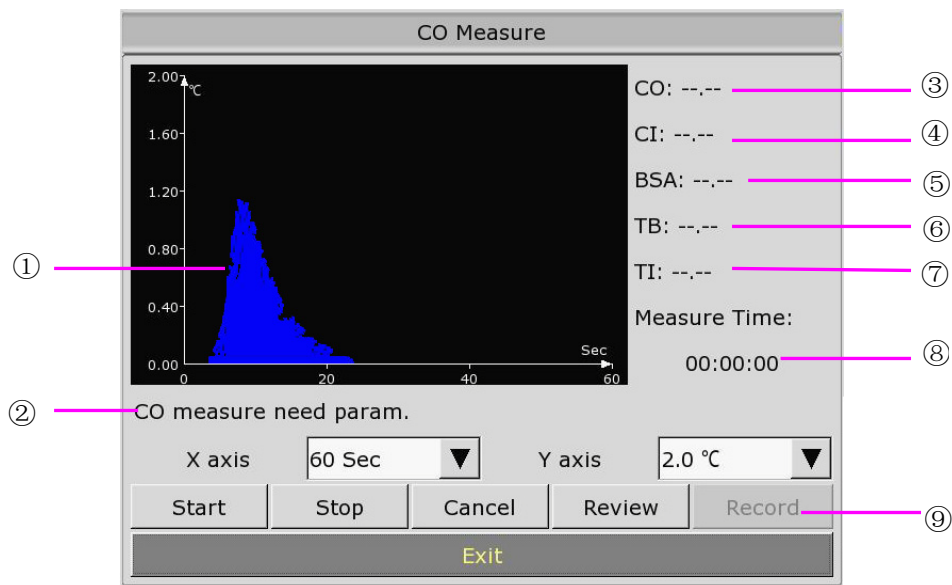 CO Measure
2.00
℃
1.60
1.20
0.80
0.40
0.00
0
20
40
60
Sec
CO: --.--
CI: --.--
BSA: --.--
TB: --.--
TI: --.--
Measure Time:
00:00:00
①
②
③
④
⑤
⑥
⑦
⑧
⑨
CO measure need param.
X axis 60 Sec Y axis 2.0 ℃
Start Stop Cancel Review Record
Exit